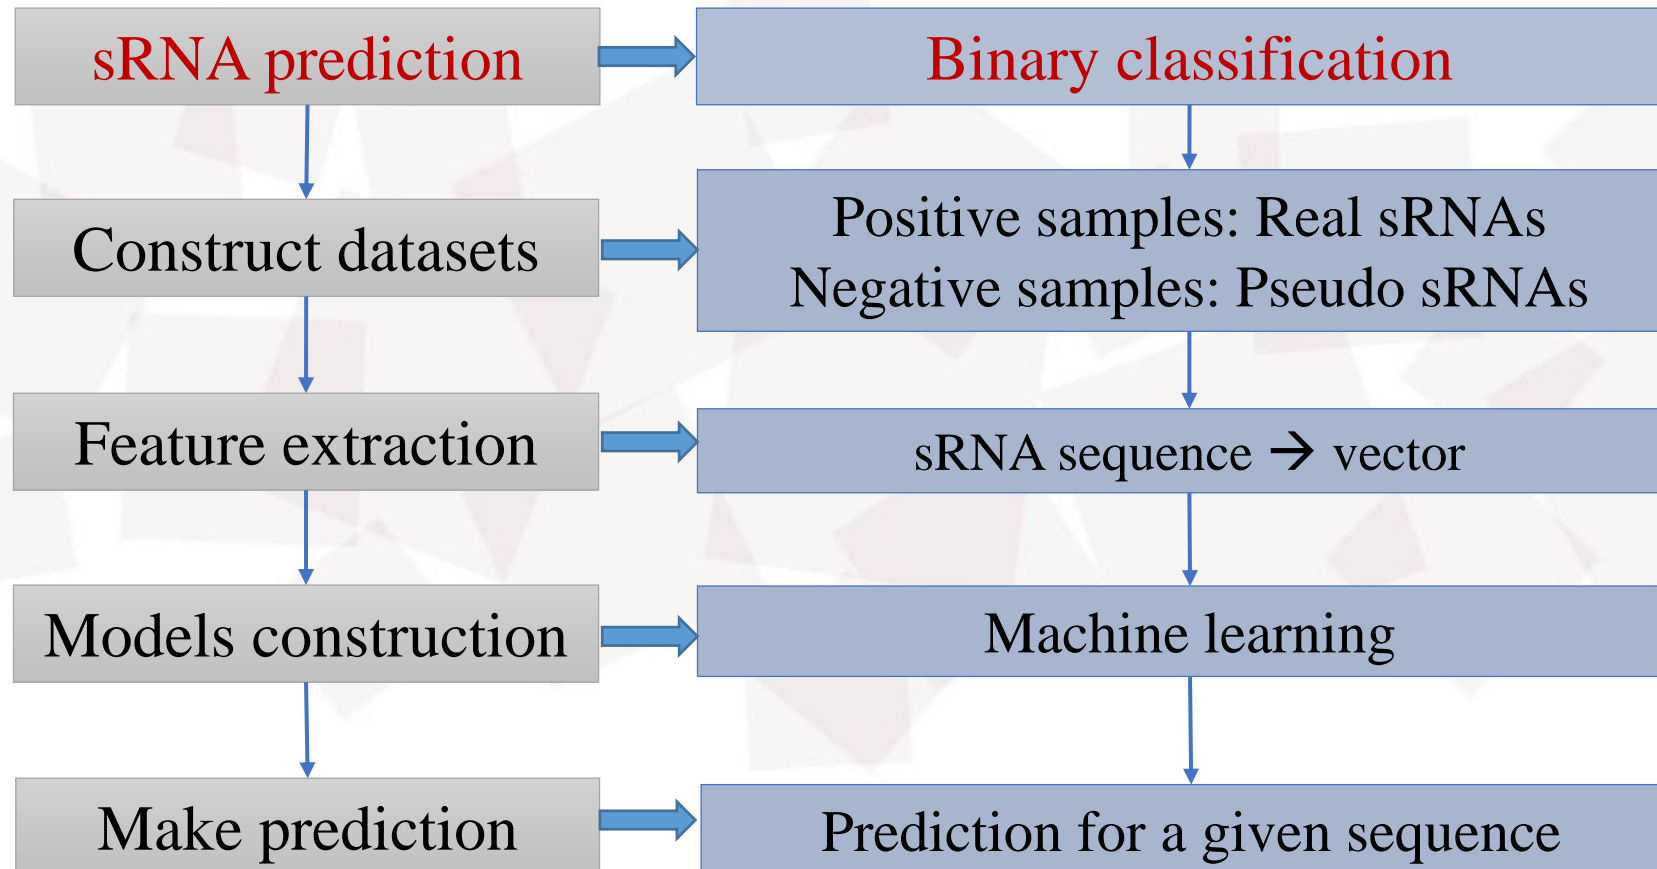 sRNA prediction
Binary classification
Construct datasets
Positive samples: Real sRNAs
Negative samples: Pseudo sRNAs
Feature extraction
sRNA sequence → vector
Models construction
Machine learning
Make prediction
Prediction for a given sequence